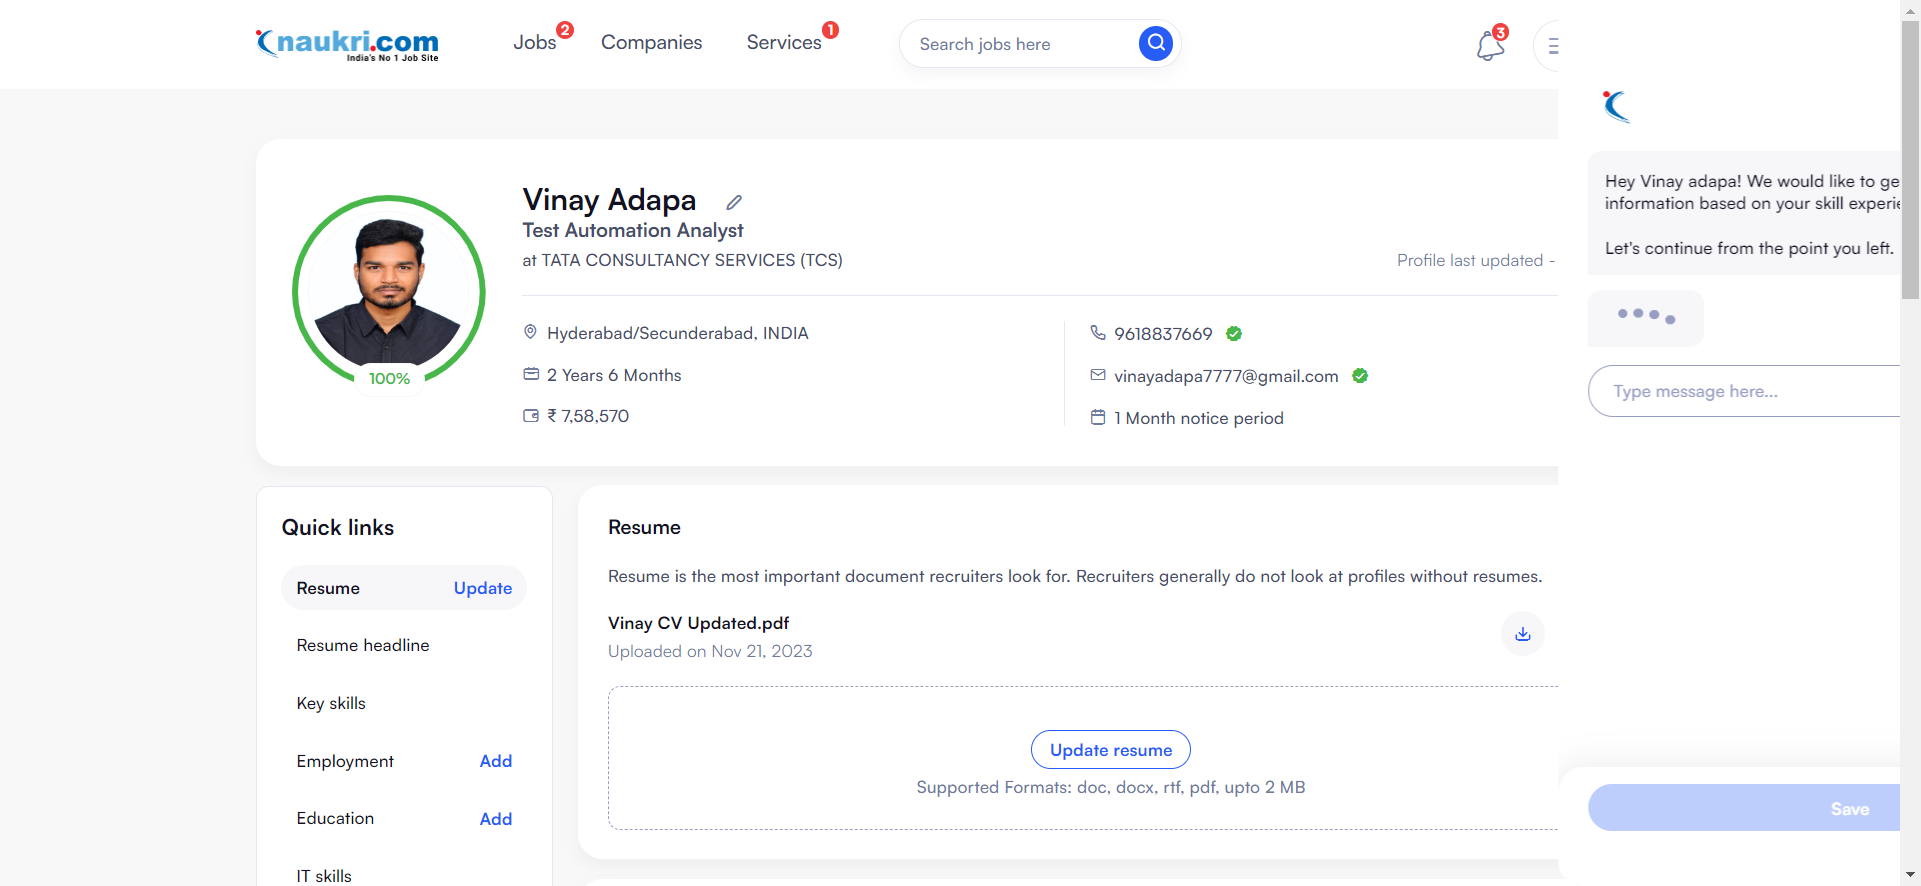 naukri.com
India's No 1 Job Site
Jobs 2
Companies
Services 1
Search jobs here
3
Vinay Adapa
Test Automation Analyst
at TATA CONSULTANCY SERVICES (TCS)
Profile last updated -
100%
Hyderabad/Secunderabad, INDIA
2 Years 6 Months
₹ 7,58,570
9618837669
vinayadapa7777@gmail.com
1 Month notice period
Quick links
Resume Update
Resume headline
Key skills
Employment Add
Education Add
IT skills
Resume
Resume is the most important document recruiters look for. Recruiters generally do not look at profiles without resumes.
Vinay CV Updated.pdf
Uploaded on Nov 21, 2023
Update resume
Supported Formats: doc, docx, rtf, pdf, upto 2 MB
Hey Vinay adapa! We would like to ge
information based on your skill experie
Let's continue from the point you left.
Type message here...
Save